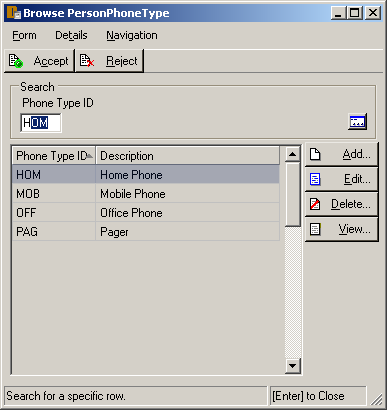 Browse PersonPhoneType
Form Details Navigation
Accept Reject
Search
Phone Type ID
HOM
Phone Type ID Description
HOM Home Phone
MOB Mobile Phone
OFF Office Phone
PAG Pager
Add...
Edit...
Delete...
View...
Search for a specific row. [Enter] to Close